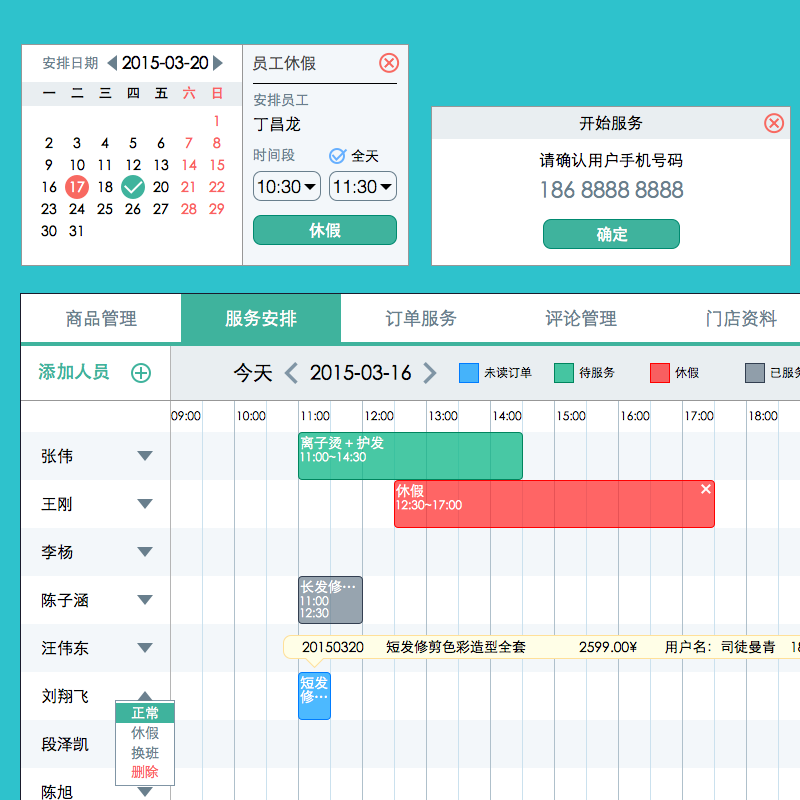 安排日期 2015-03-20
一 二 三 四 五 六 日
1
2 3 4 5 6 7 8
9 10 11 12 13 14 15
16 17 18 20 21 22
23 24 25 26 27 28 29
30 31
员工休假
安排员工
丁昌龙
时间段 全天
10:30 11:30
休假
开始服务
请确认用户手机号码
186 8888 8888
确定
商品管理 服务安排 订单服务 评论管理 门店资料
添加人员
今天 2015-03-16 未读订单 待服务 休假 已服务
09:00 10:00 11:00 12:00 13:00 14:00 15:00 16:00 17:00 18:00
张伟
离子烫+护发
11:00~14:30
王刚
休假
12:30~17:00
李杨
陈子涵
长发修…
11:00
12:30
汪伟东
20150320 短发修剪色彩造型全套 2599.00¥ 用户名：司徒曼青 18
刘翔飞
短发
修…
正常
休假
换班
删除
段泽凯
陈旭